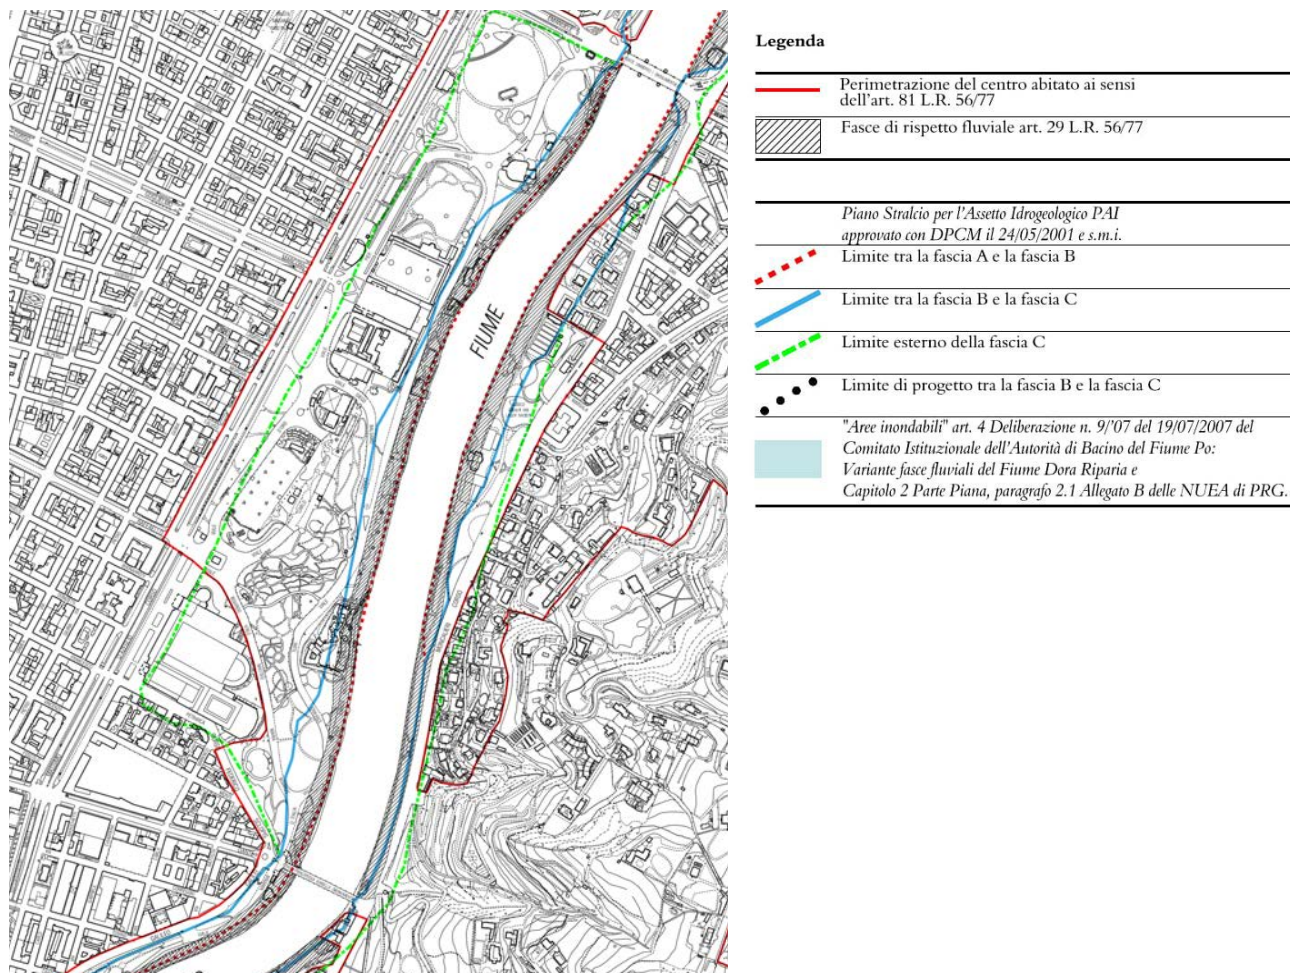 FIUME
Legenda
Perimetrazione del centro abitato ai sensi
dell'art. 81 L.R. 56/77
Fasce di rispetto fluviale art. 29 L.R. 56/77
Piano Stralcio per l'Assetto Idrogeologico PAI
approvato con DPCM il 24/05/2001 e s.m.i.
Limite tra la fascia A e la fascia B
Limite tra la fascia B e la fascia C
Limite esterno della fascia C
Limite di progetto tra la fascia B e la fascia C
"Aree inondabili" art. 4 Deliberazione n. 9/'07 del 19/07/2007 del
Comitato Istituzionale dell'Autorità di Bacino del Fiume Po:
Variante fasce fluviali del Fiume Dora Riparia e
Capitolo 2 Parte Piana, paragrafo 2.1 Allegato B delle NUEA di PRG.